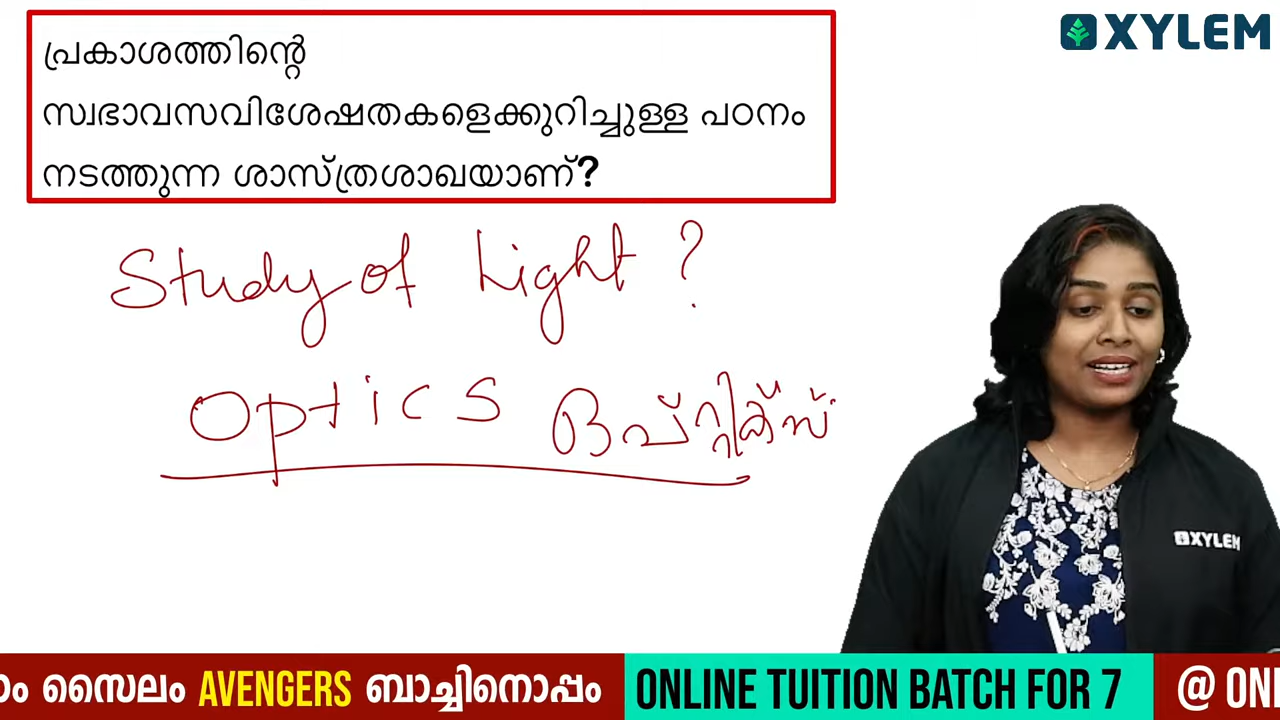 XYLEM
പ്രകാശത്തിന്റെ
സ്വഭാവസവിശേഷതകളെക്കുറിച്ചുള്ള പഠനം
നടത്തുന്ന ശാസ്ത്രശാഖയാണ്?
Study of Light ?
Optics ഒപ്റ്റിക്സ്
XYLEM
സൈലം AVENGERS ബാച്ചിനൊപ്പം ONLINE TUITION BATCH FOR 7 @